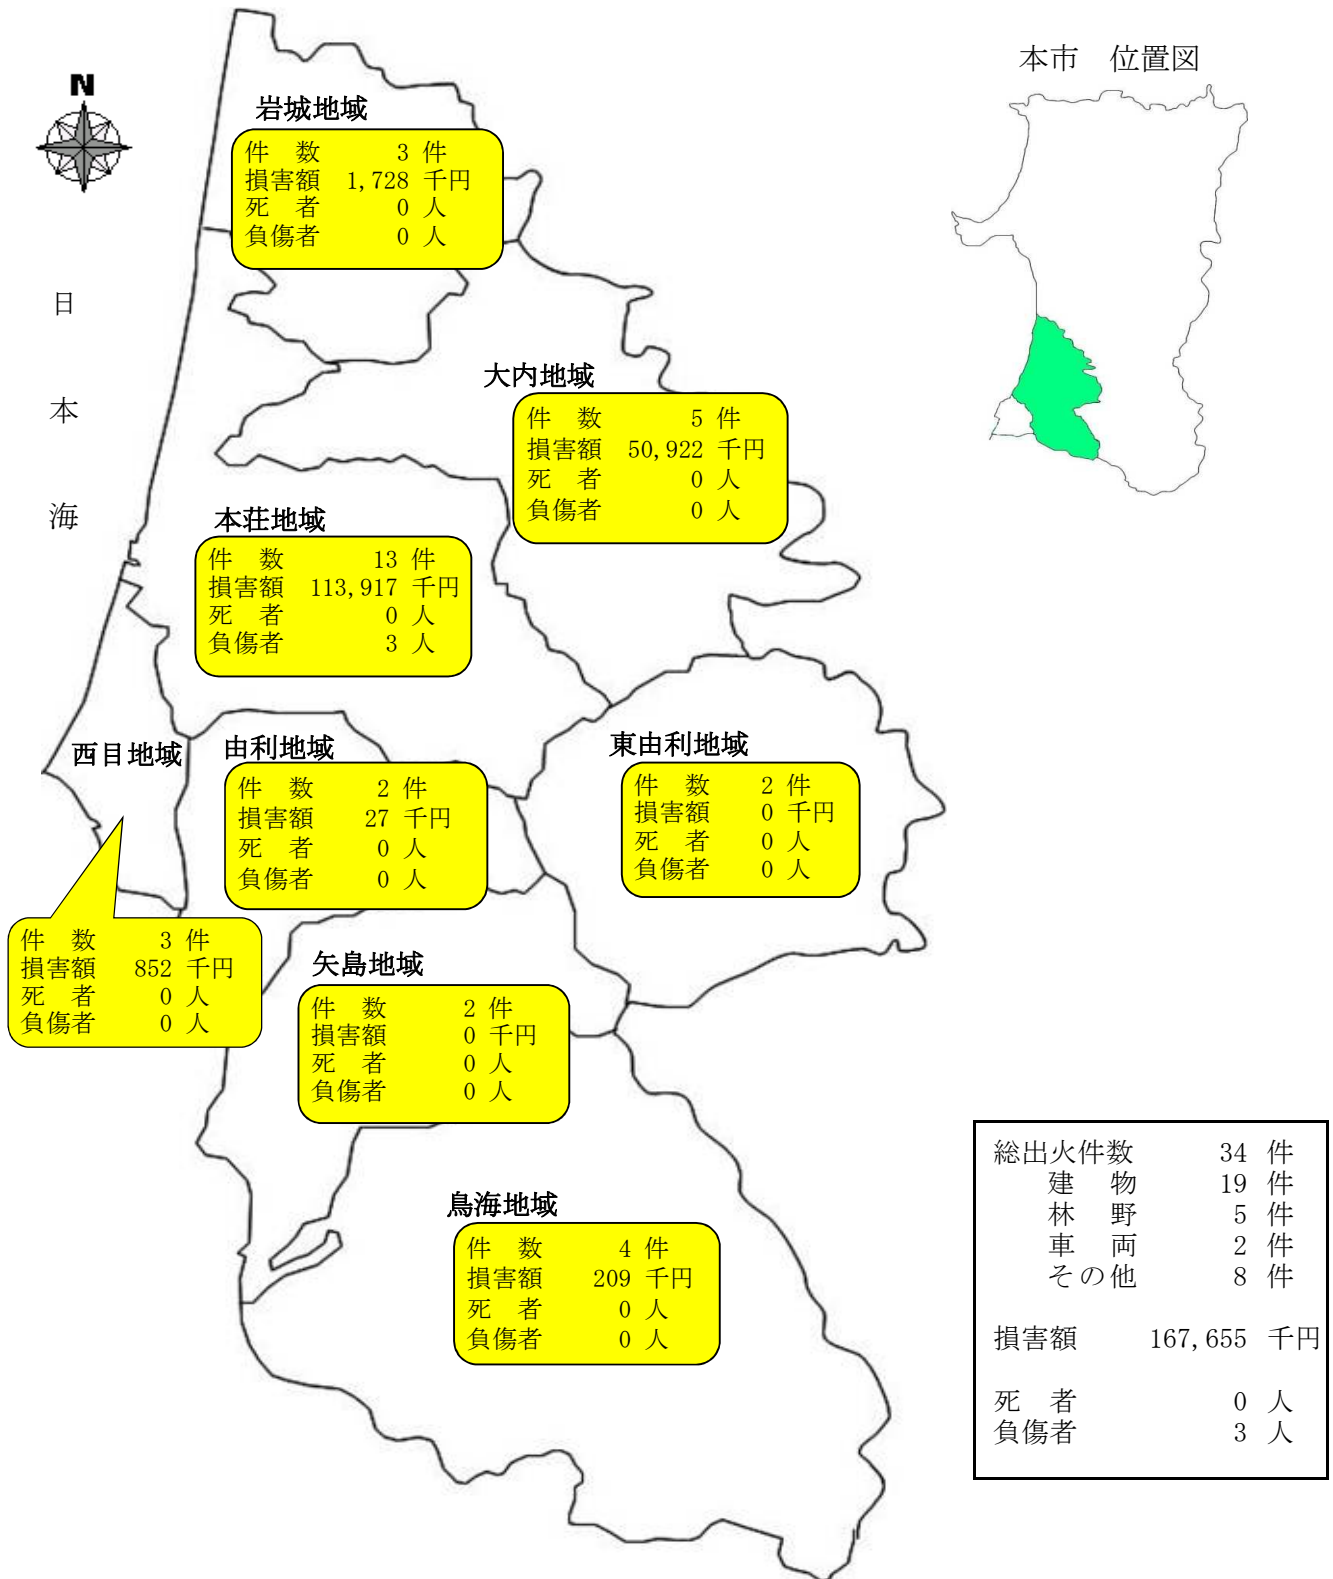 本市　位置図
N
岩城地域
件　数　3 件
損害額　1,728 千円
死　者　0 人
負傷者　0 人
日本海
大内地域
件　数　5 件
損害額　50,922 千円
死　者　0 人
負傷者　0 人
本荘地域
件　数　13 件
損害額　113,917 千円
死　者　0 人
負傷者　3 人
西目地域
件　数　3 件
損害額　852 千円
死　者　0 人
負傷者　0 人
由利地域
件　数　2 件
損害額　27 千円
死　者　0 人
負傷者　0 人
東由利地域
件　数　2 件
損害額　0 千円
死　者　0 人
負傷者　0 人
矢島地域
件　数　2 件
損害額　0 千円
死　者　0 人
負傷者　0 人
鳥海地域
件　数　4 件
損害額　209 千円
死　者　0 人
負傷者　0 人
総出火件数　34 件
建　物　19 件
林　野　5 件
車　両　2 件
その他　8 件
損害額　167,655 千円
死　者　0 人
負傷者　3 人